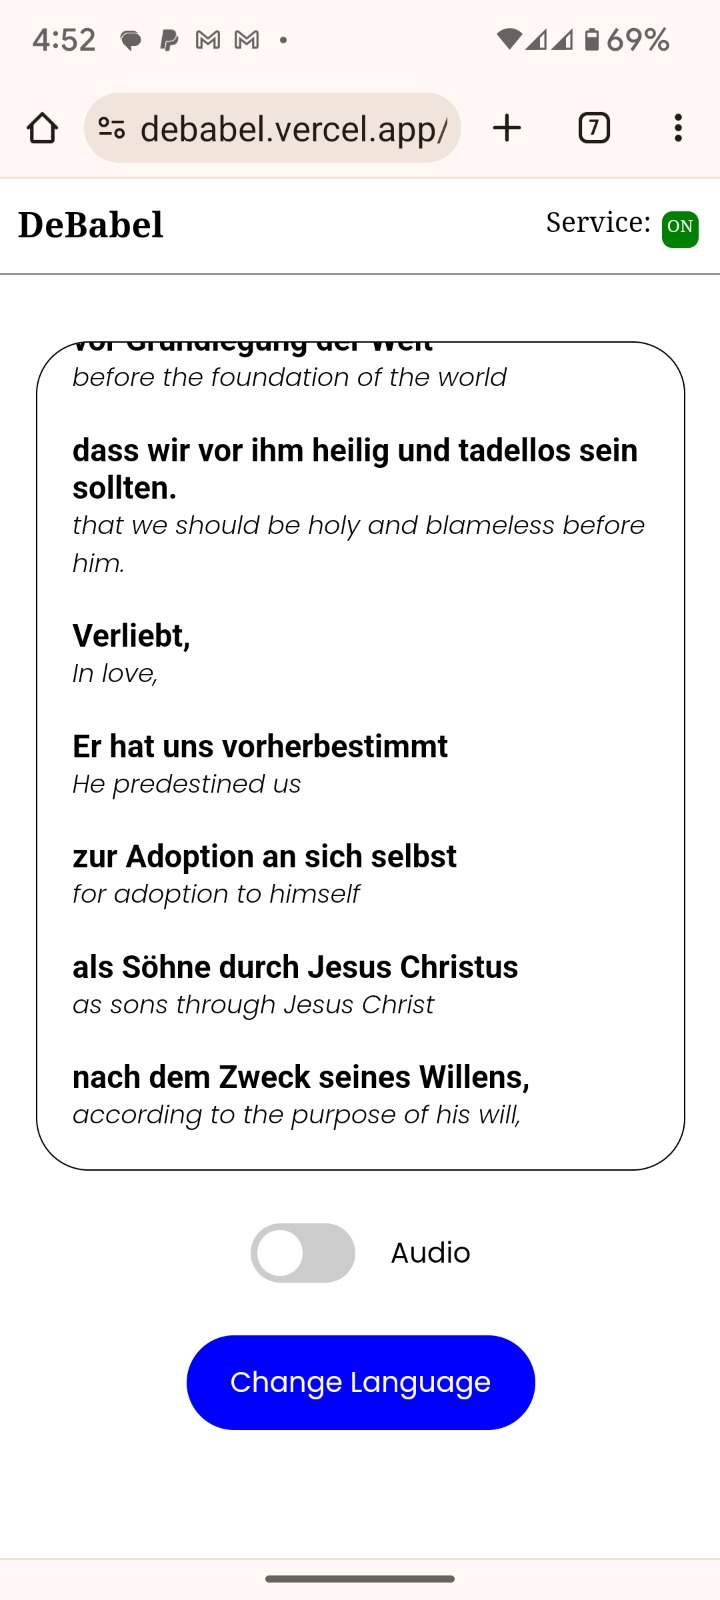 4:52
69%
debabel.vercel.app/
7
DeBabel
Service: ON
vor Grundlegung der Welt
before the foundation of the world
dass wir vor ihm heilig und tadellos sein
sollten.
that we should be holy and blameless before
him.
Verliebt,
In love,
Er hat uns vorherbestimmt
He predestined us
zur Adoption an sich selbst
for adoption to himself
als Söhne durch Jesus Christus
as sons through Jesus Christ
nach dem Zweck seines Willens,
according to the purpose of his will,
Audio
Change Language